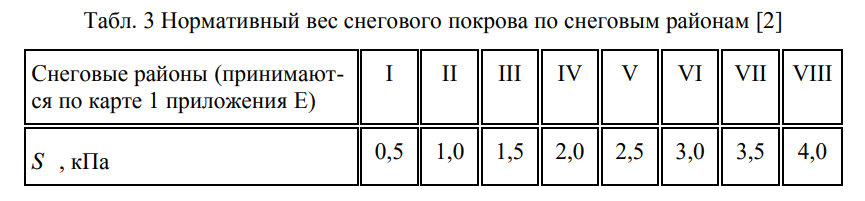 Табл. 3 Нормативный вес снегового покрова по снеговым районам [2]
Снеговые районы (принимают-
ся по карте 1 приложения Е) I II III IV V VI VII VIII
S , кПа 0,5 1,0 1,5 2,0 2,5 3,0 3,5 4,0